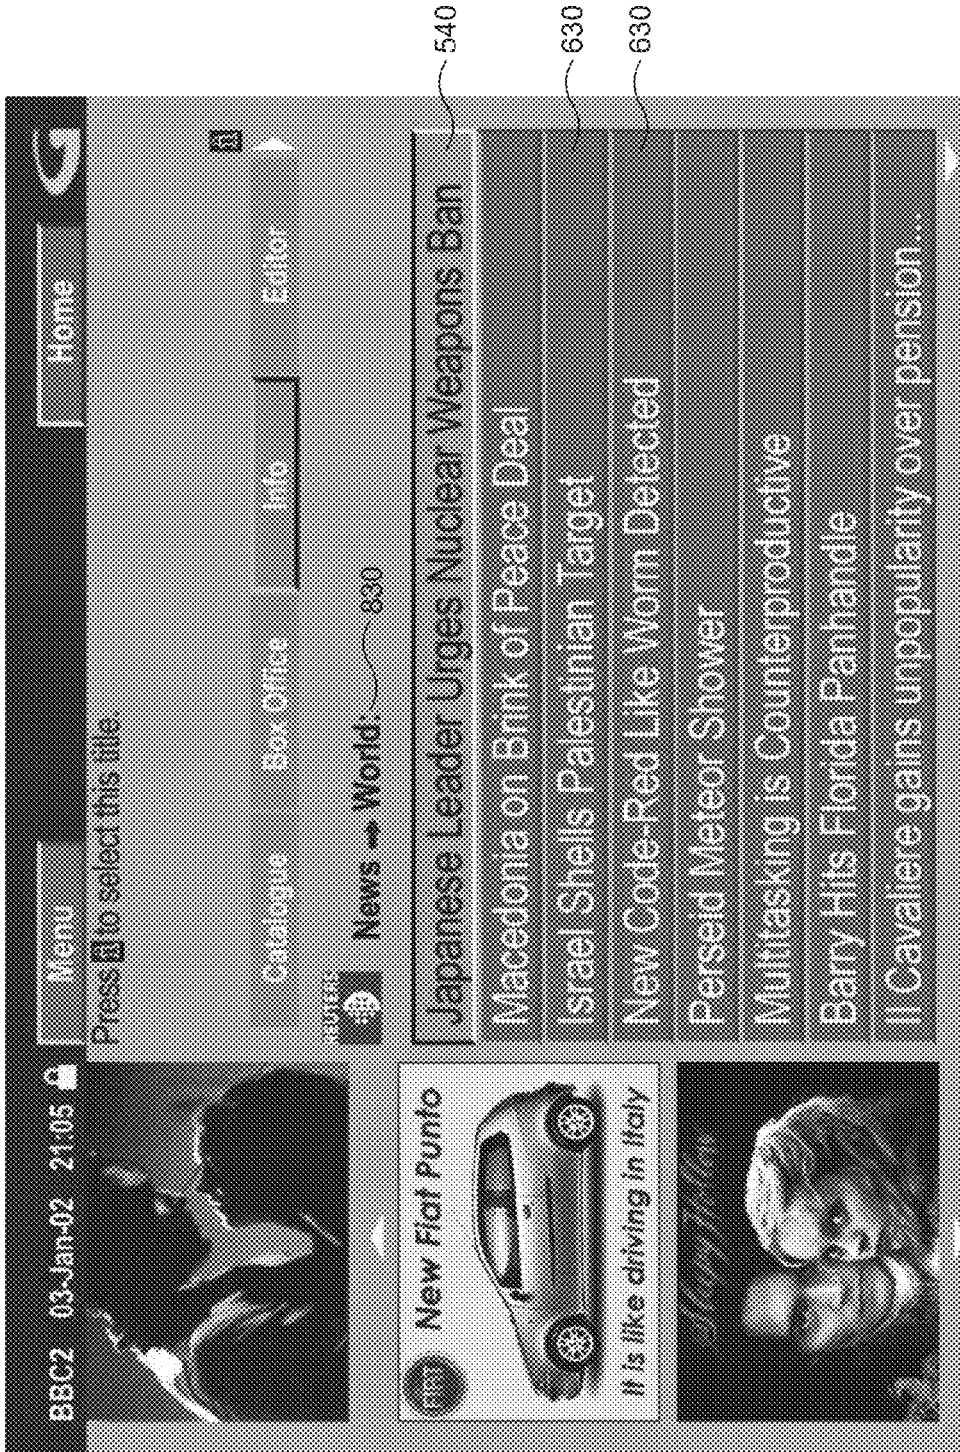 BBC2 03-Jan-02 21:05
Menu
Home
Press fi to select this title.
fi
Catalogue
Box Office
Info
Editor
REUTERS
News → World:
830
Japanese Leader Urges Nuclear Weapons Ban
540
Macedonia on Brink of Peace Deal
Israel Shells Palestinian Target
630
New Code-Red Like Worm Detected
630
Perseid Meteor Shower
Multitasking is Counterproductive
Barry Hits Florida Panhandle
Il Cavaliere gains unpopularity over pension...
FIAT
New Fiat Punto
It is like driving in Italy